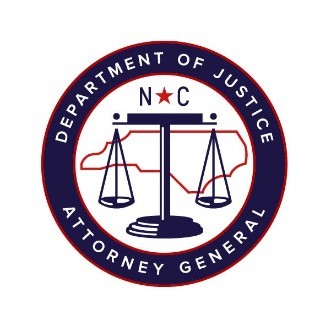 DEPARTMENT OF JUSTICE
N★C
ATTORNEY GENERAL